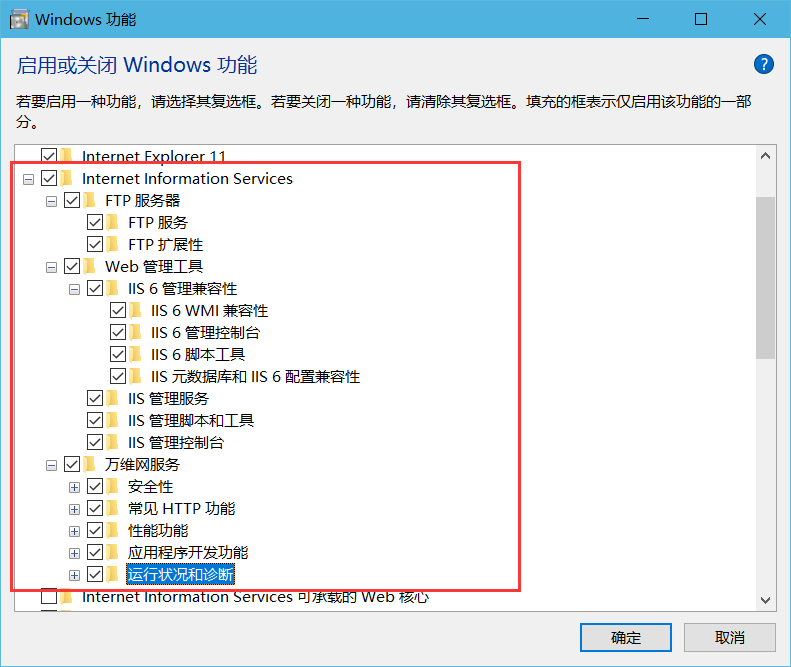 Windows 功能
启用或关闭 Windows 功能
?
若要启用一种功能，请选择其复选框。若要关闭一种功能，请清除其复选框。填充的框表示仅启用该功能的一部
分。
Internet Explorer 11
Internet Information Services
FTP 服务器
FTP 服务
FTP 扩展性
Web 管理工具
IIS 6 管理兼容性
IIS 6 WMI 兼容性
IIS 6 管理控制台
IIS 6 脚本工具
IIS 元数据库和 IIS 6 配置兼容性
IIS 管理服务
IIS 管理脚本和工具
IIS 管理控制台
万维网服务
安全性
常见 HTTP 功能
性能功能
应用程序开发功能
运行状况和诊断
Internet Information Services 可承载的 Web 核心
确定
取消